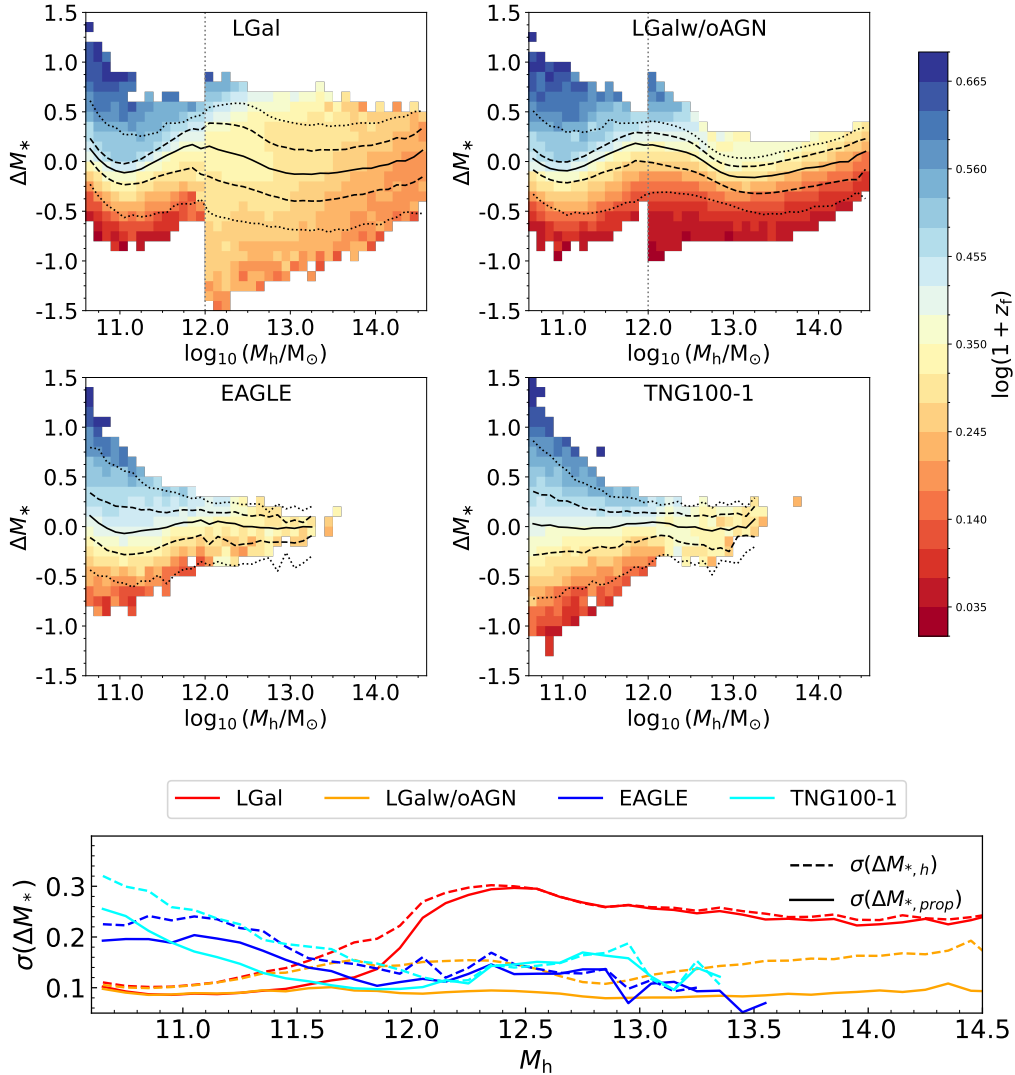 LGal
LGalw/oAGN
1.5
1.0
0.5
0.0
-0.5
-1.0
-1.5
ΔM*
11.0 12.0 13.0 14.0
log10 (Mh/M⊙)
1.5
1.0
0.5
0.0
-0.5
-1.0
-1.5
ΔM*
11.0 12.0 13.0 14.0
log10 (Mh/M⊙)
EAGLE
TNG100-1
1.5
1.0
0.5
0.0
-0.5
-1.0
-1.5
ΔM*
11.0 12.0 13.0 14.0
log10 (Mh/M⊙)
1.5
1.0
0.5
0.0
-0.5
-1.0
-1.5
ΔM*
11.0 12.0 13.0 14.0
log10 (Mh/M⊙)
0.665
0.560
0.455
0.350
0.245
0.140
0.035
log(1 + zf)
LGal LGalw/oAGN EAGLE TNG100-1
σ(ΔM*,h)
σ(ΔM*,prop)
0.3
0.2
0.1
σ(ΔM*)
11.0 11.5 12.0 12.5 13.0 13.5 14.0 14.5
Mh